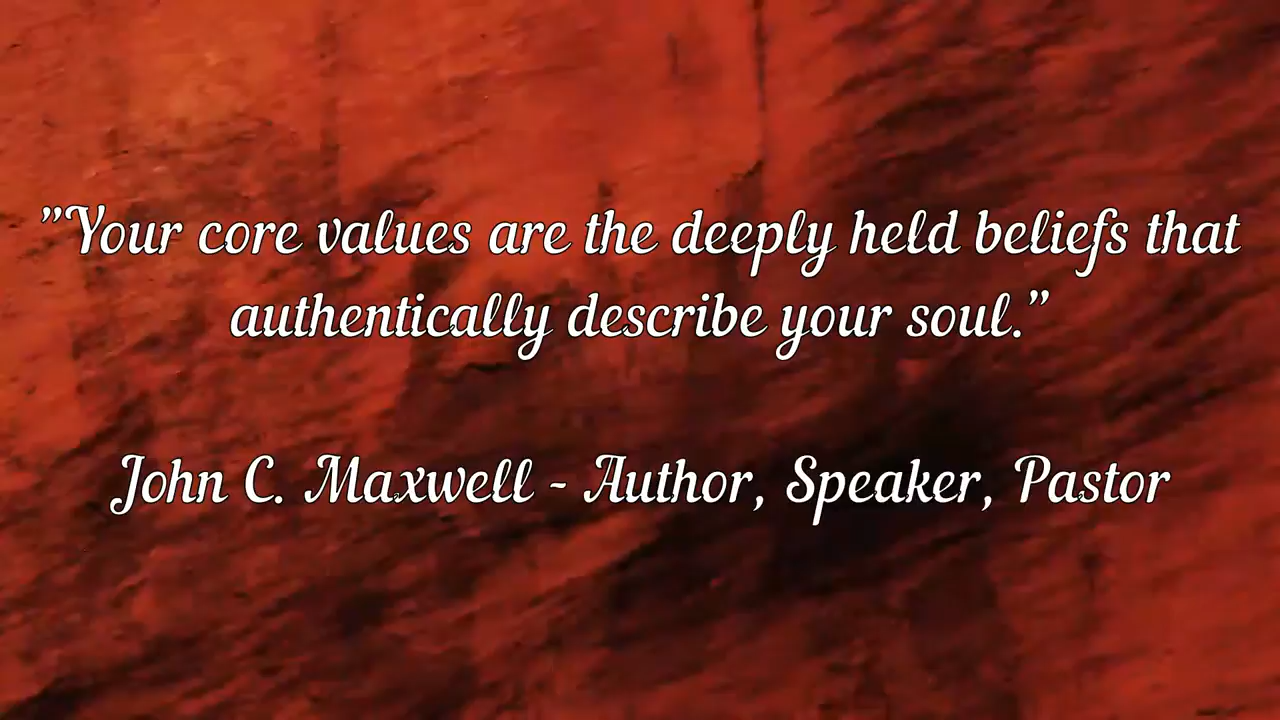 ”Your core values are the deeply held beliefs that
authentically describe your soul.”
John C. Maxwell - Author, Speaker, Pastor